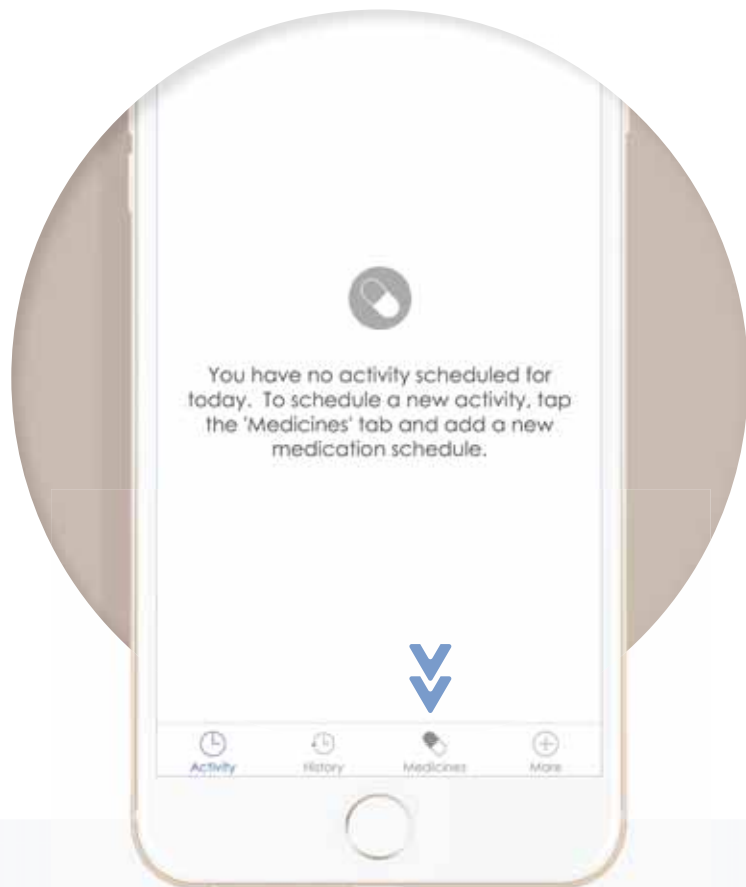 You have no activity scheduled for
today. To schedule a new activity, tap
the 'Medicines' tab and add a new
medication schedule.
Activity History Medicines More